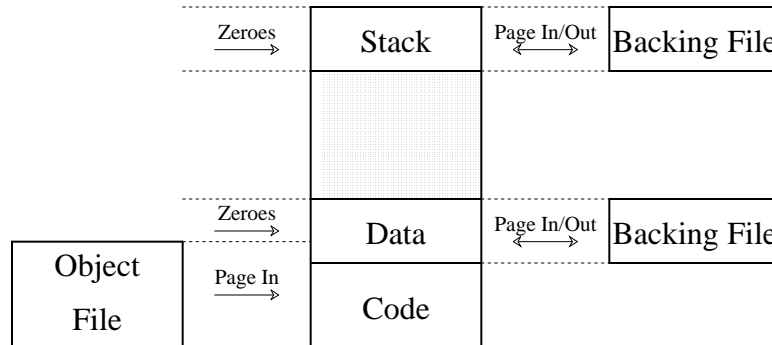 Zeroes
Stack
Page In/Out
Backing File
Zeroes
Data
Page In/Out
Backing File
Object
File
Page In
Code